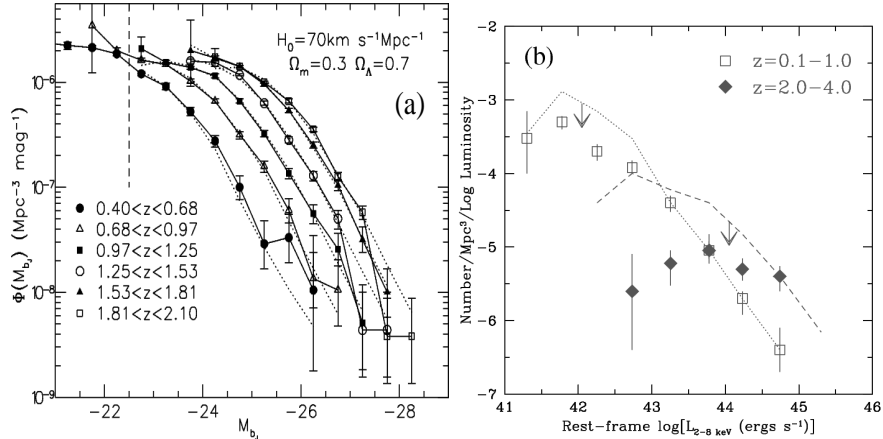 (a)
H₀=70km s⁻¹Mpc⁻¹
Ωₘ=0.3 Ω_Λ=0.7
Φ(M_bJ) (Mpc⁻³ mag⁻¹)
10⁻⁶
10⁻⁷
10⁻⁸
10⁻⁹
0.40<z<0.68
0.68<z<0.97
0.97<z<1.25
1.25<z<1.53
1.53<z<1.81
1.81<z<2.10
−22
−24
−26
−28
M_bJ
(b)
z=0.1−1.0
z=2.0−4.0
Number/Mpc³/Log Luminosity
−2
−3
−4
−5
−6
−7
41
42
43
44
45
46
Rest−frame log[L₂₋₈ keV (ergs s⁻¹)]